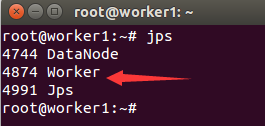 root@worker1: ~
root@worker1:~# jps
4744 DataNode
4874 Worker
4991 Jps
root@worker1:~#